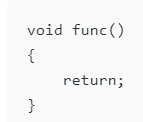 void func()
{
    return;
}